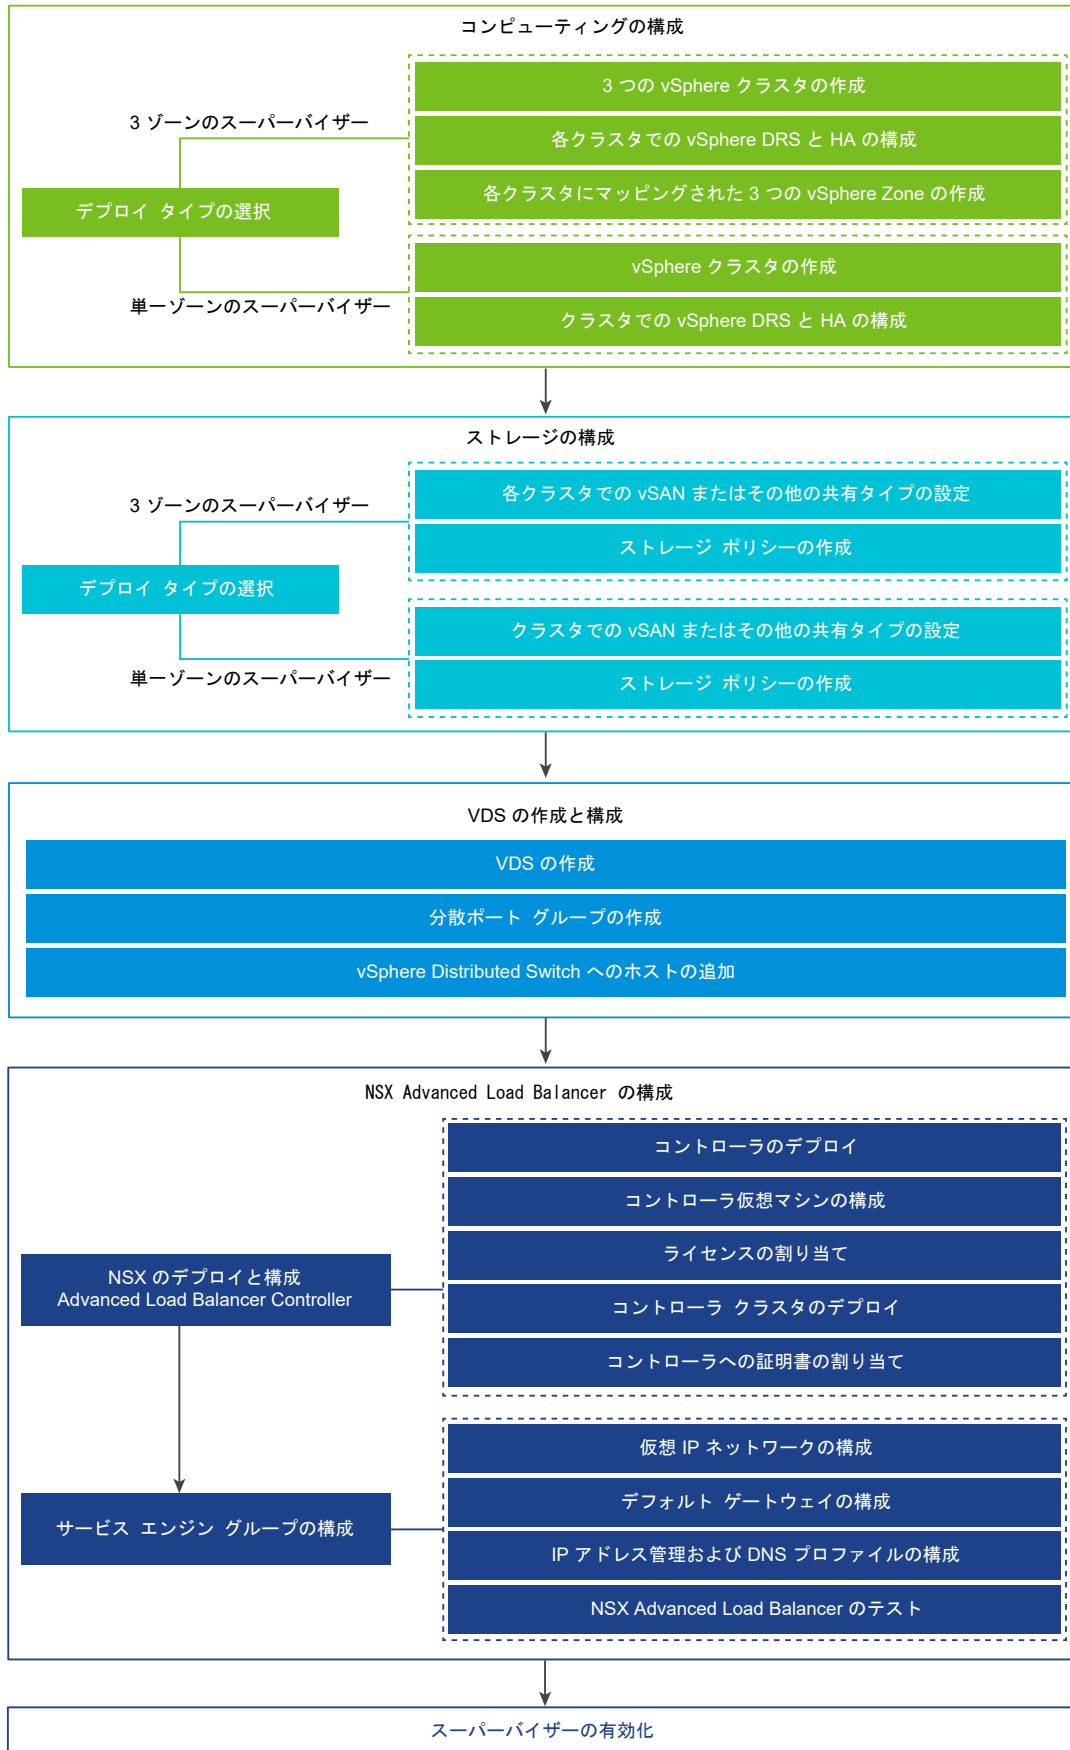 コンピューティングの構成
3 ゾーンのスーパーバイザー
3 つの vSphere クラスタの作成
各クラスタでの vSphere DRS と HA の構成
各クラスタにマッピングされた 3 つの vSphere Zone の作成
デプロイ タイプの選択
単一ゾーンのスーパーバイザー
vSphere クラスタの作成
クラスタでの vSphere DRS と HA の構成
ストレージの構成
3 ゾーンのスーパーバイザー
各クラスタでの vSAN またはその他の共有タイプの設定
ストレージ ポリシーの作成
デプロイ タイプの選択
単一ゾーンのスーパーバイザー
クラスタでの vSAN またはその他の共有タイプの設定
ストレージ ポリシーの作成
VDS の作成と構成
VDS の作成
分散ポート グループの作成
vSphere Distributed Switch へのホストの追加
NSX Advanced Load Balancer の構成
NSX のデプロイと構成
Advanced Load Balancer Controller
コントローラのデプロイ
コントローラ仮想マシンの構成
ライセンスの割り当て
コントローラ クラスタのデプロイ
コントローラへの証明書の割り当て
サービス エンジン グループの構成
仮想 IP ネットワークの構成
デフォルト ゲートウェイの構成
IP アドレス管理および DNS プロファイルの構成
NSX Advanced Load Balancer のテスト
スーパーバイザーの有効化